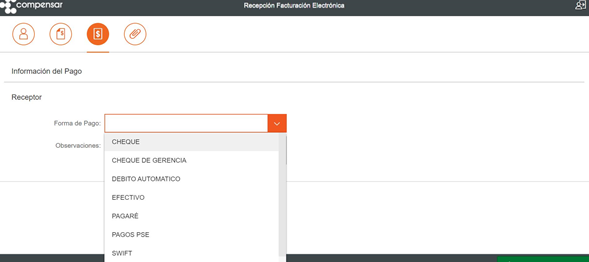 compensar
Recepción Facturación Electrónica
Información del Pago
Receptor
Forma de Pago:
CHEQUE
Observaciones:
CHEQUE DE GERENCIA
DEBITO AUTOMATICO
EFECTIVO
PAGARÉ
PAGOS PSE
SWIFT